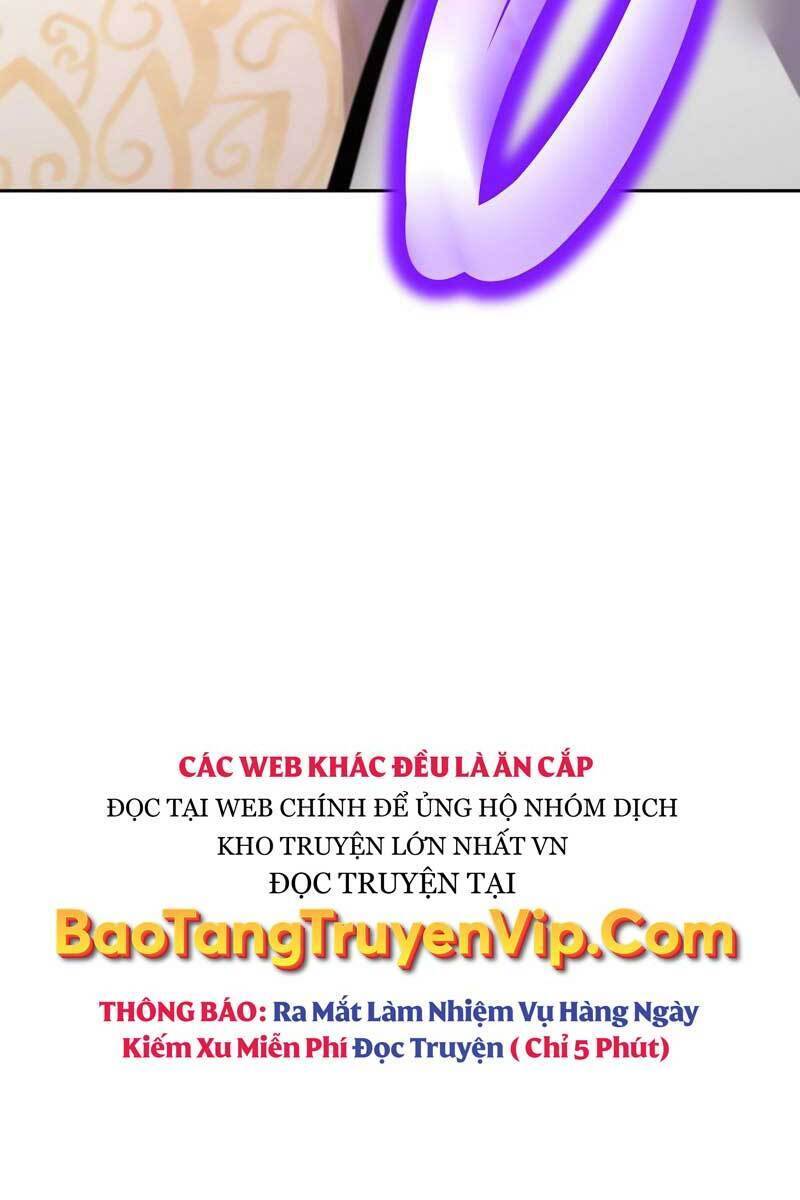 CÁC WEB KHÁC ĐỀU LÀ ĂN CẮP
ĐỌC TẠI WEB CHÍNH ĐỂ ỦNG HỘ NHÓM DỊCH
KHO TRUYỆN LỚN NHẤT VN
ĐỌC TRUYỆN TẠI
BaoTangTruyenVip.Com
THÔNG BÁO: Ra Mắt Làm Nhiệm Vụ Hàng Ngày
Kiếm Xu Miễn Phí Đọc Truyện ( Chỉ 5 Phút)